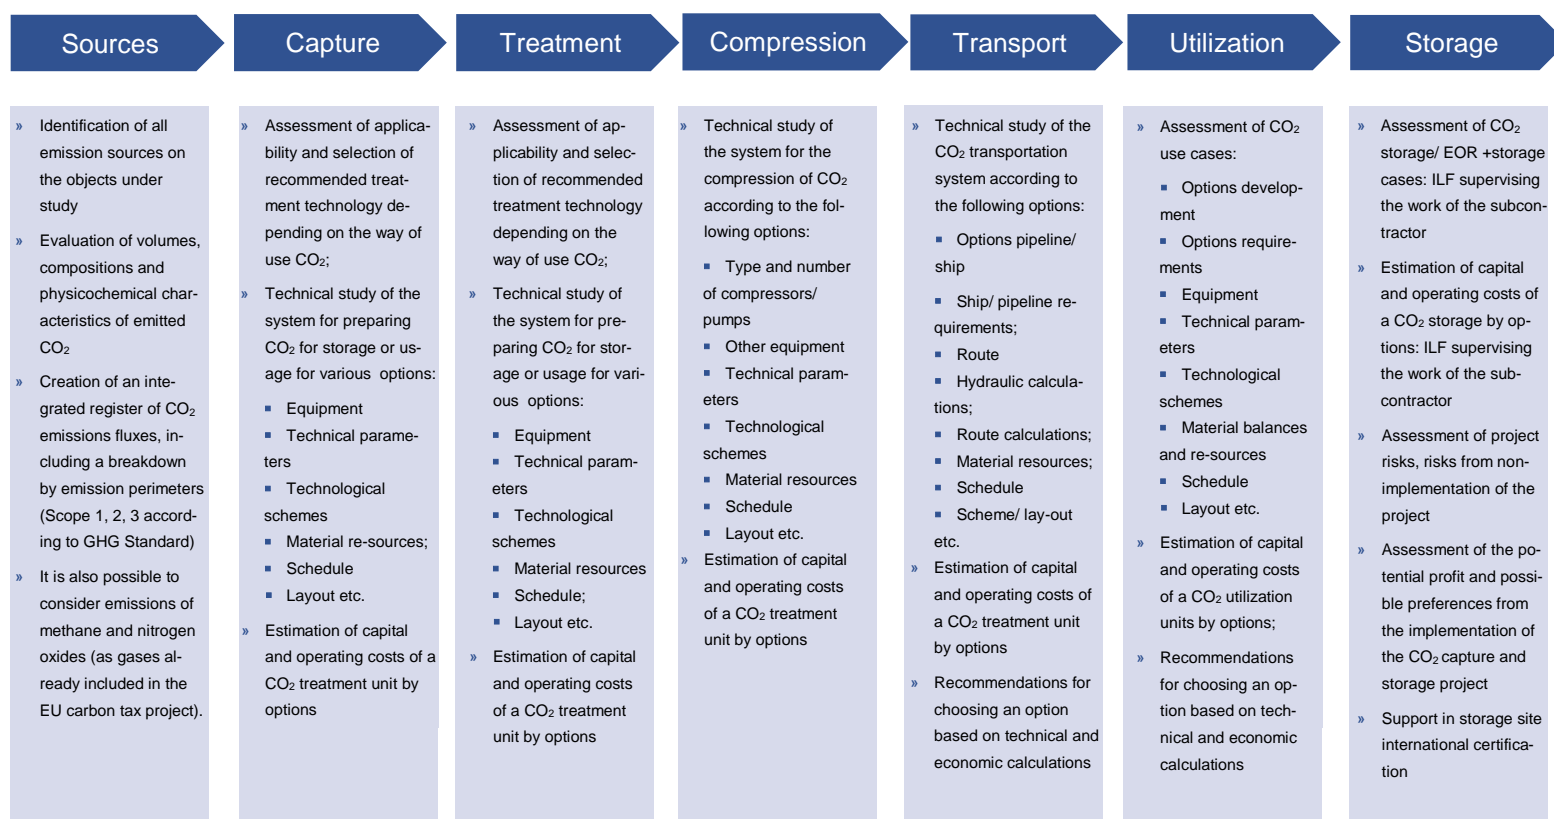 Sources
Capture
Treatment
Compression
Transport
Utilization
Storage
» Identification of all
emission sources on
the objects under
study
» Evaluation of volumes,
compositions and
physicochemical char-
acteristics of emitted
CO₂
» Creation of an inte-
grated register of CO₂
emissions fluxes, in-
cluding a breakdown
by emission perimeters
(Scope 1, 2, 3 accord-
ing to GHG Standard)
» It is also possible to
consider emissions of
methane and nitrogen
oxides (as gases al-
ready included in the
EU carbon tax project).
» Assessment of applica-
bility and selection of
recommended treat-
ment technology de-
pending on the way of
use CO₂;
» Technical study of the
system for preparing
CO₂ for storage or us-
age for various options:
▪ Equipment
▪ Technical parame-
ters
▪ Technological
schemes
▪ Material re-sources;
▪ Schedule
▪ Layout etc.
» Estimation of capital
and operating costs of a
CO₂ treatment unit by
options
» Assessment of ap-
plicability and selec-
tion of recommended
treatment technology
depending on the
way of use CO₂;
» Technical study of
the system for pre-
paring CO₂ for stor-
age or usage for vari-
ous options:
▪ Equipment
▪ Technical param-
eters
▪ Technological
schemes
▪ Material resources
▪ Schedule;
▪ Layout etc.
» Estimation of capital
and operating costs
of a CO₂ treatment
unit by options
» Technical study of
the system for the
compression of CO₂
according to the fol-
lowing options:
▪ Type and number
of compressors/
pumps
▪ Other equipment
▪ Technical param-
eters
▪ Technological
schemes
▪ Material resources
▪ Schedule
▪ Layout etc.
» Estimation of capital
and operating costs
of a CO₂ treatment
unit by options
» Technical study of the
CO₂ transportation
system according to
the following options:
▪ Options pipeline/
ship
▪ Ship/ pipeline re-
quirements;
▪ Route
▪ Hydraulic calcula-
tions;
▪ Route calculations;
▪ Material resources;
▪ Schedule
▪ Scheme/ lay-out
etc.
» Estimation of capital
and operating costs of
a CO₂ treatment unit
by options
» Recommendations for
choosing an option
based on technical and
economic calculations
» Assessment of CO₂
use cases:
▪ Options develop-
ment
▪ Options require-
ments
▪ Equipment
▪ Technical param-
eters
▪ Technological
schemes
▪ Material balances
and re-sources
▪ Schedule
▪ Layout etc.
» Estimation of capital
and operating costs
of a CO₂ utilization
units by options;
» Recommendations
for choosing an op-
tion based on tech-
nical and economic
calculations
» Assessment of CO₂
storage/ EOR +storage
cases: ILF supervising
the work of the subcon-
tractor
» Estimation of capital
and operating costs of
a CO₂ storage by op-
tions: ILF supervising
the work of the sub-
contractor
» Assessment of project
risks, risks from non-
implementation of the
project
» Assessment of the po-
tential profit and possi-
ble preferences from
the implementation of
the CO₂ capture and
storage project
» Support in storage site
international certifica-
tion